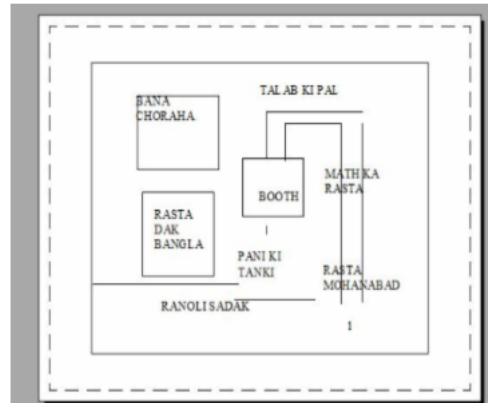 TALAB KI PAL
BANA
CHORAHA
MATH KA
RASTA
BOOTH
RASTA
DAK
BANGLA
PANI KI
TANKI
RASTA
MOHANABAD
RANOLI SADAK
1